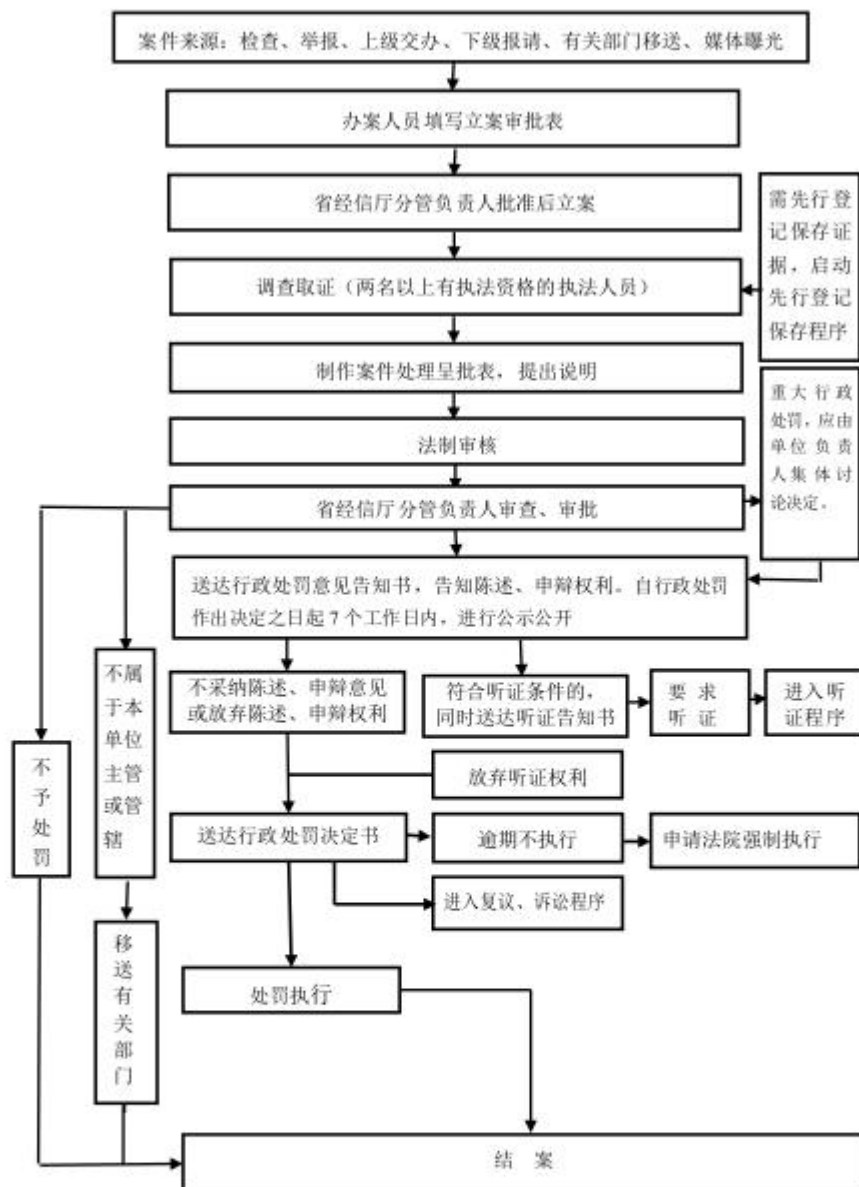 案件来源：检查、举报、上级交办、下级报请、有关部门移送、媒体曝光
办案人员填写立案审批表
省经信厅分管负责人批准后立案
需先行登
记保存证
据，启动
先行登记
保存程序
调查取证（两名以上有执法资格的执法人员）
制作案件处理呈批表，提出说明
重大行政
处罚，应由
单位负责
人集体讨
论决定。
法制审核
省经信厅分管负责人审查、审批
送达行政处罚意见告知书，告知陈述、申辩权利。自行政处罚
作出决定之日起7个工作日内，进行公示公开
不属
于本
单位
主管
或管
辖
不采纳陈述、申辩意见
或放弃陈述、申辩权利
符合听证条件的，
同时送达听证告知书
要求
听证
进入听
证程序
不
予
处
罚
放弃听证权利
送达行政处罚决定书
逾期不执行
申请法院强制执行
进入复议、诉讼程序
移
送
有
关
部
门
处罚执行
结 案